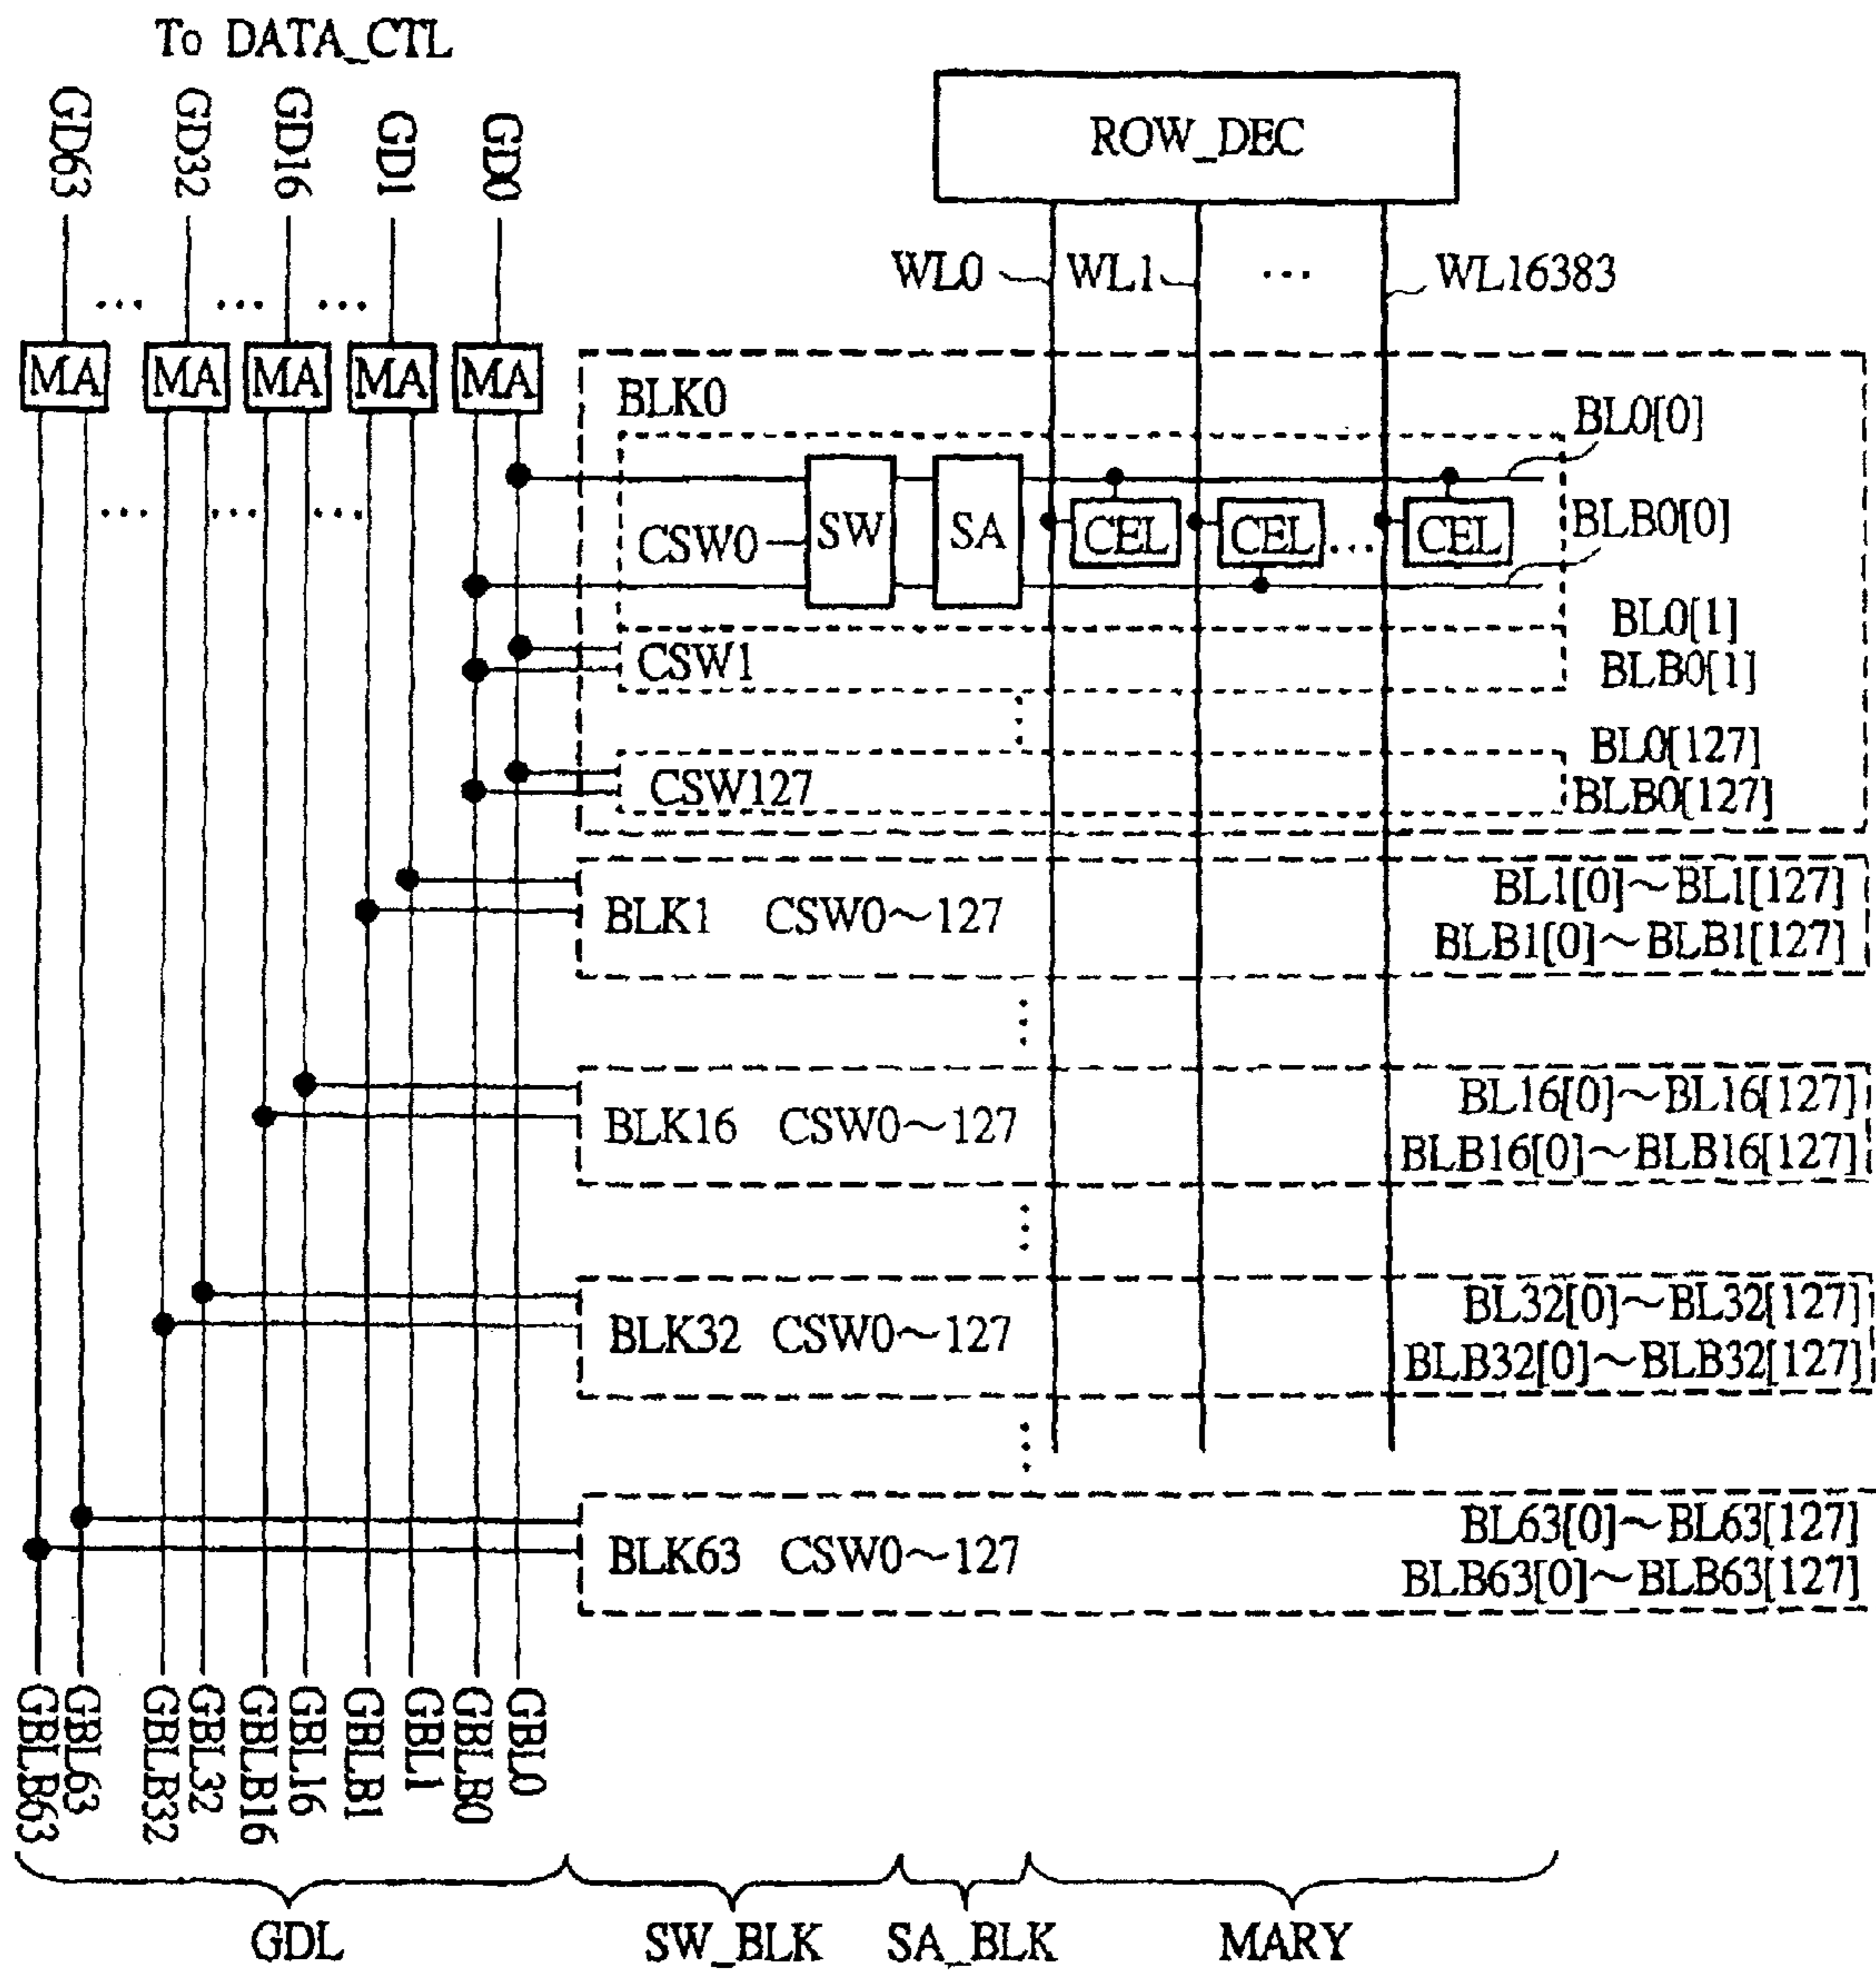 To DATA_CTL
GD63 GD32 GD16 GD1 GD0
ROW_DEC
WL0 WL1 ... WL16383
... ... ...
MA MA MA MA MA
BLK0
BL0[0]
... ... ...
CSW0 SW SA CEL CEL ... CEL
BLB0[0]
BL0[1]
CSW1
BLB0[1]
BL0[127]
CSW127
BLB0[127]
BL1[0]~BL1[127]
BLK1 CSW0~127
BLB1[0]~BLB1[127]
BL16[0]~BL16[127]
BLK16 CSW0~127
BLB16[0]~BLB16[127]
BL32[0]~BL32[127]
BLK32 CSW0~127
BLB32[0]~BLB32[127]
BL63[0]~BL63[127]
BLK63 CSW0~127
BLB63[0]~BLB63[127]
GBLB63 GBL63 GBLB32 GBL32 GBLB16 GBL16 GBLB1 GBL1 GBLB0 GBL0
GDL SW_BLK SA_BLK MARY